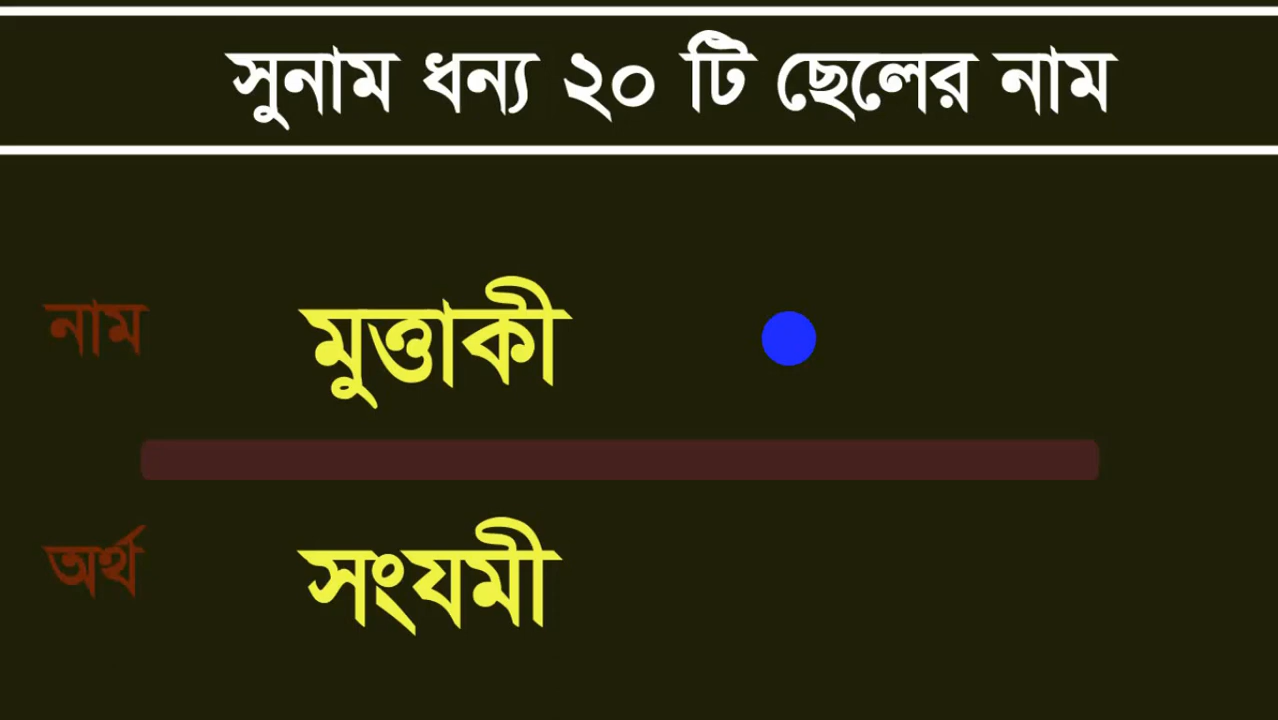 সুনাম ধন্য ২০ টি ছেলের নাম
নাম মুত্তাকী
অর্থ সংযমী